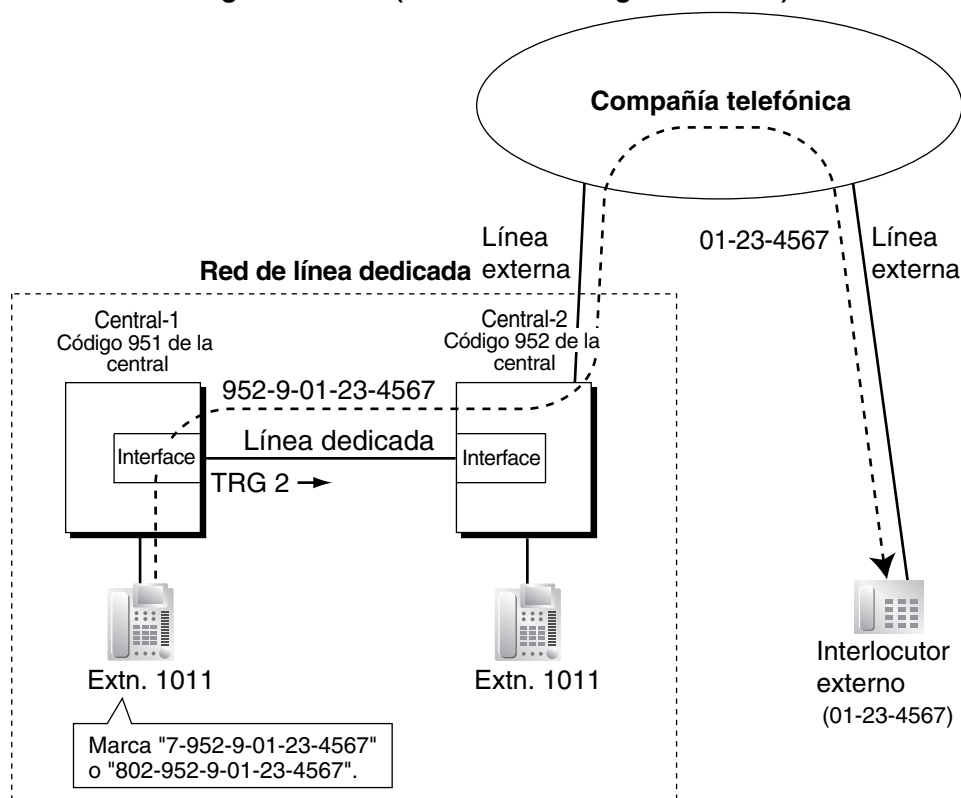 Compañía telefónica
Línea
externa
01-23-4567
Línea
externa
Red de línea dedicada
Central-1
Código 951 de la
central
Central-2
Código 952 de la
central
952-9-01-23-4567
Línea dedicada
Interface
Interface
TRG 2
Extn. 1011
Extn. 1011
Interlocutor
externo
(01-23-4567)
Marca "7-952-9-01-23-4567"
o "802-952-9-01-23-4567".